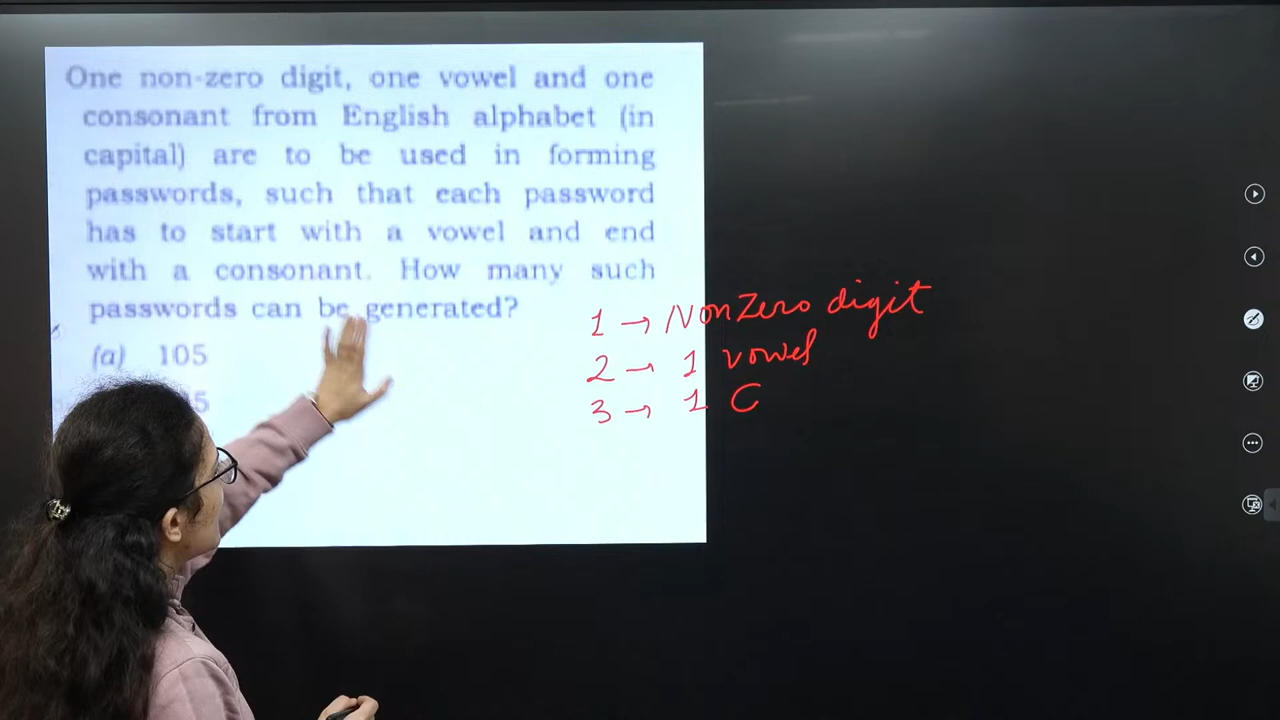 One non-zero digit, one vowel and one
consonant from English alphabet (in
capital) are to be used in forming
passwords, such that each password
has to start with a vowel and end
with a consonant. How many such
passwords can be generated?
(a) 105
1 → Non Zero digit
2 → 1 vowel
3 → 1 C